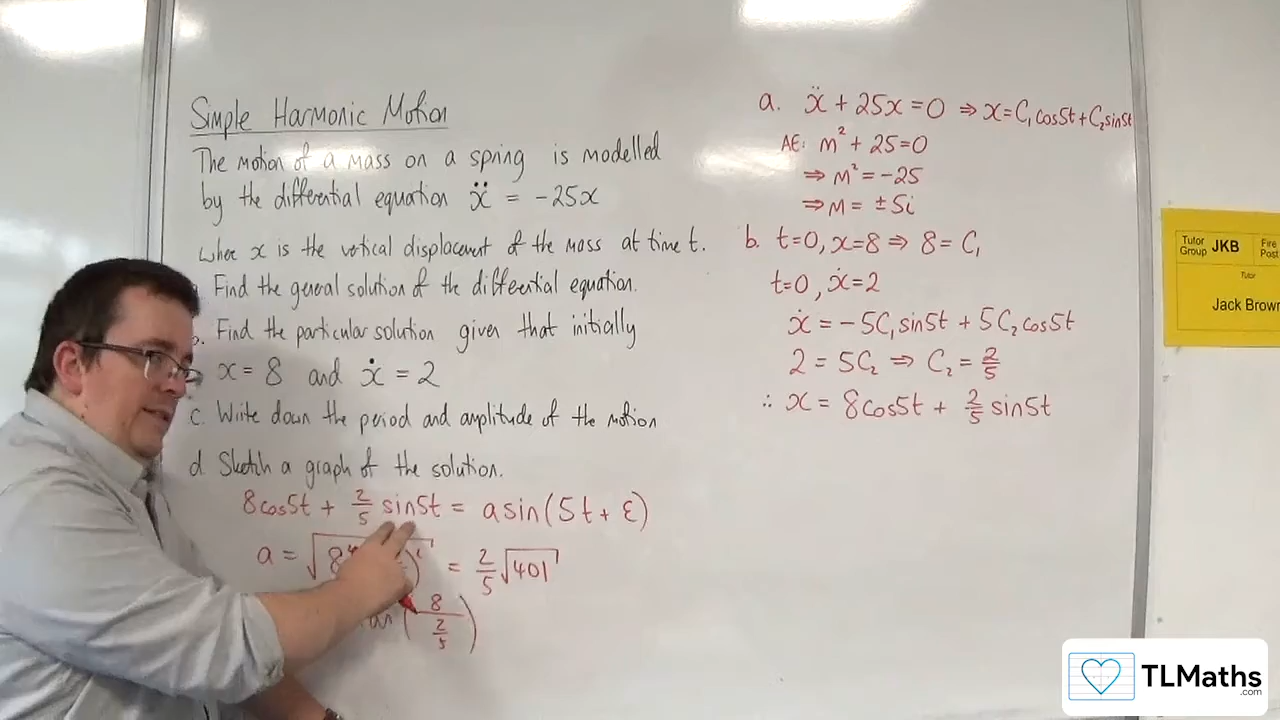 Simple Harmonic Motion
The motion of a mass on a spring is modelled
by the differential equation ẍ = -25x
where x is the vertical displacement of the mass at time t.
Find the general solution of the differential equation.
. Find the particular solution given that initially
x = 8 and ẋ = 2
c. Write down the period and amplitude of the motion
d Sketch a graph of the solution.
8cos5t + 2/5 sin5t = a sin(5t + ε)
a = √8 )² = 2/5 √401
(8 / 2/5)
a. ẍ + 25x = 0 ⇒ x = C₁cos5t + C₂sin5t
AE: m² + 25 = 0
⇒ m² = -25
⇒ m = ±5i
b. t=0, x=8 ⇒ 8 = C₁
t=0, ẋ=2
ẋ = -5C₁sin5t + 5C₂cos5t
2 = 5C₂ ⇒ C₂ = 2/5
∴ x = 8cos5t + 2/5 sin5t
Tutor Group JKB
Fire
Post
Tutor
Jack Brown
TLMaths
.com